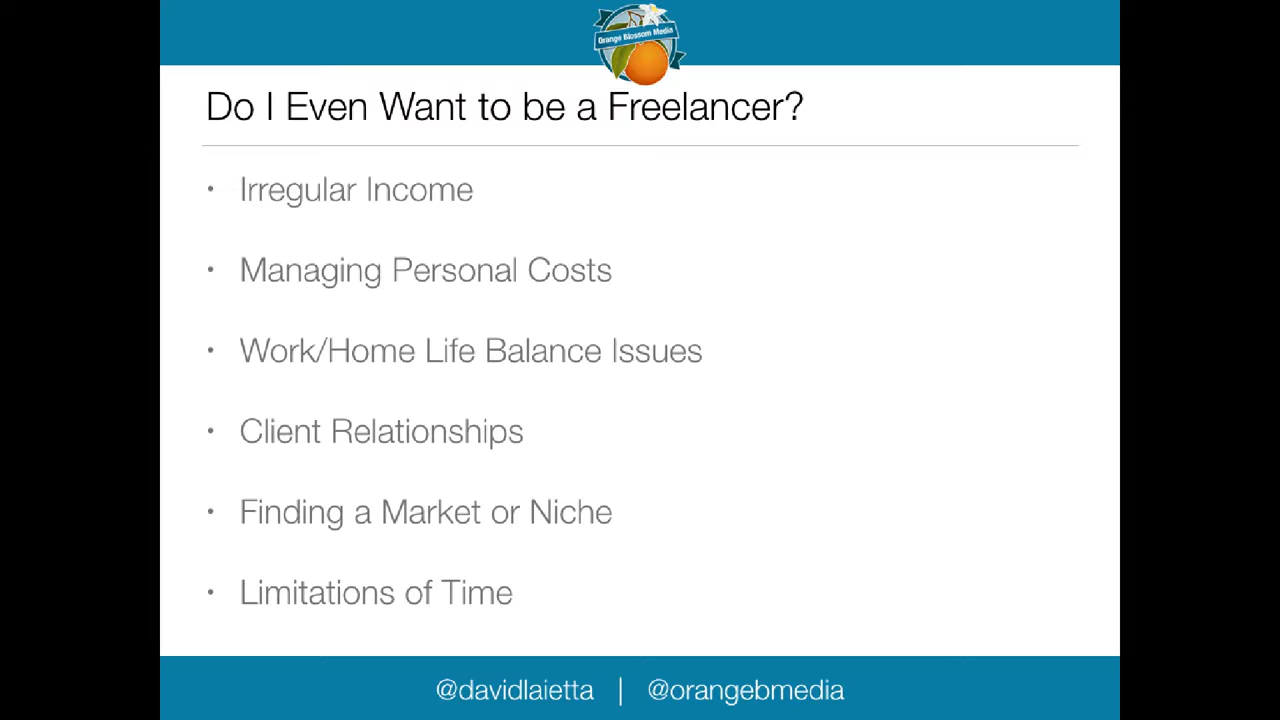 Orange Blossom Media
Do I Even Want to be a Freelancer?
• Irregular Income
• Managing Personal Costs
• Work/Home Life Balance Issues
• Client Relationships
• Finding a Market or Niche
• Limitations of Time
@davidlaietta | @orangebmedia